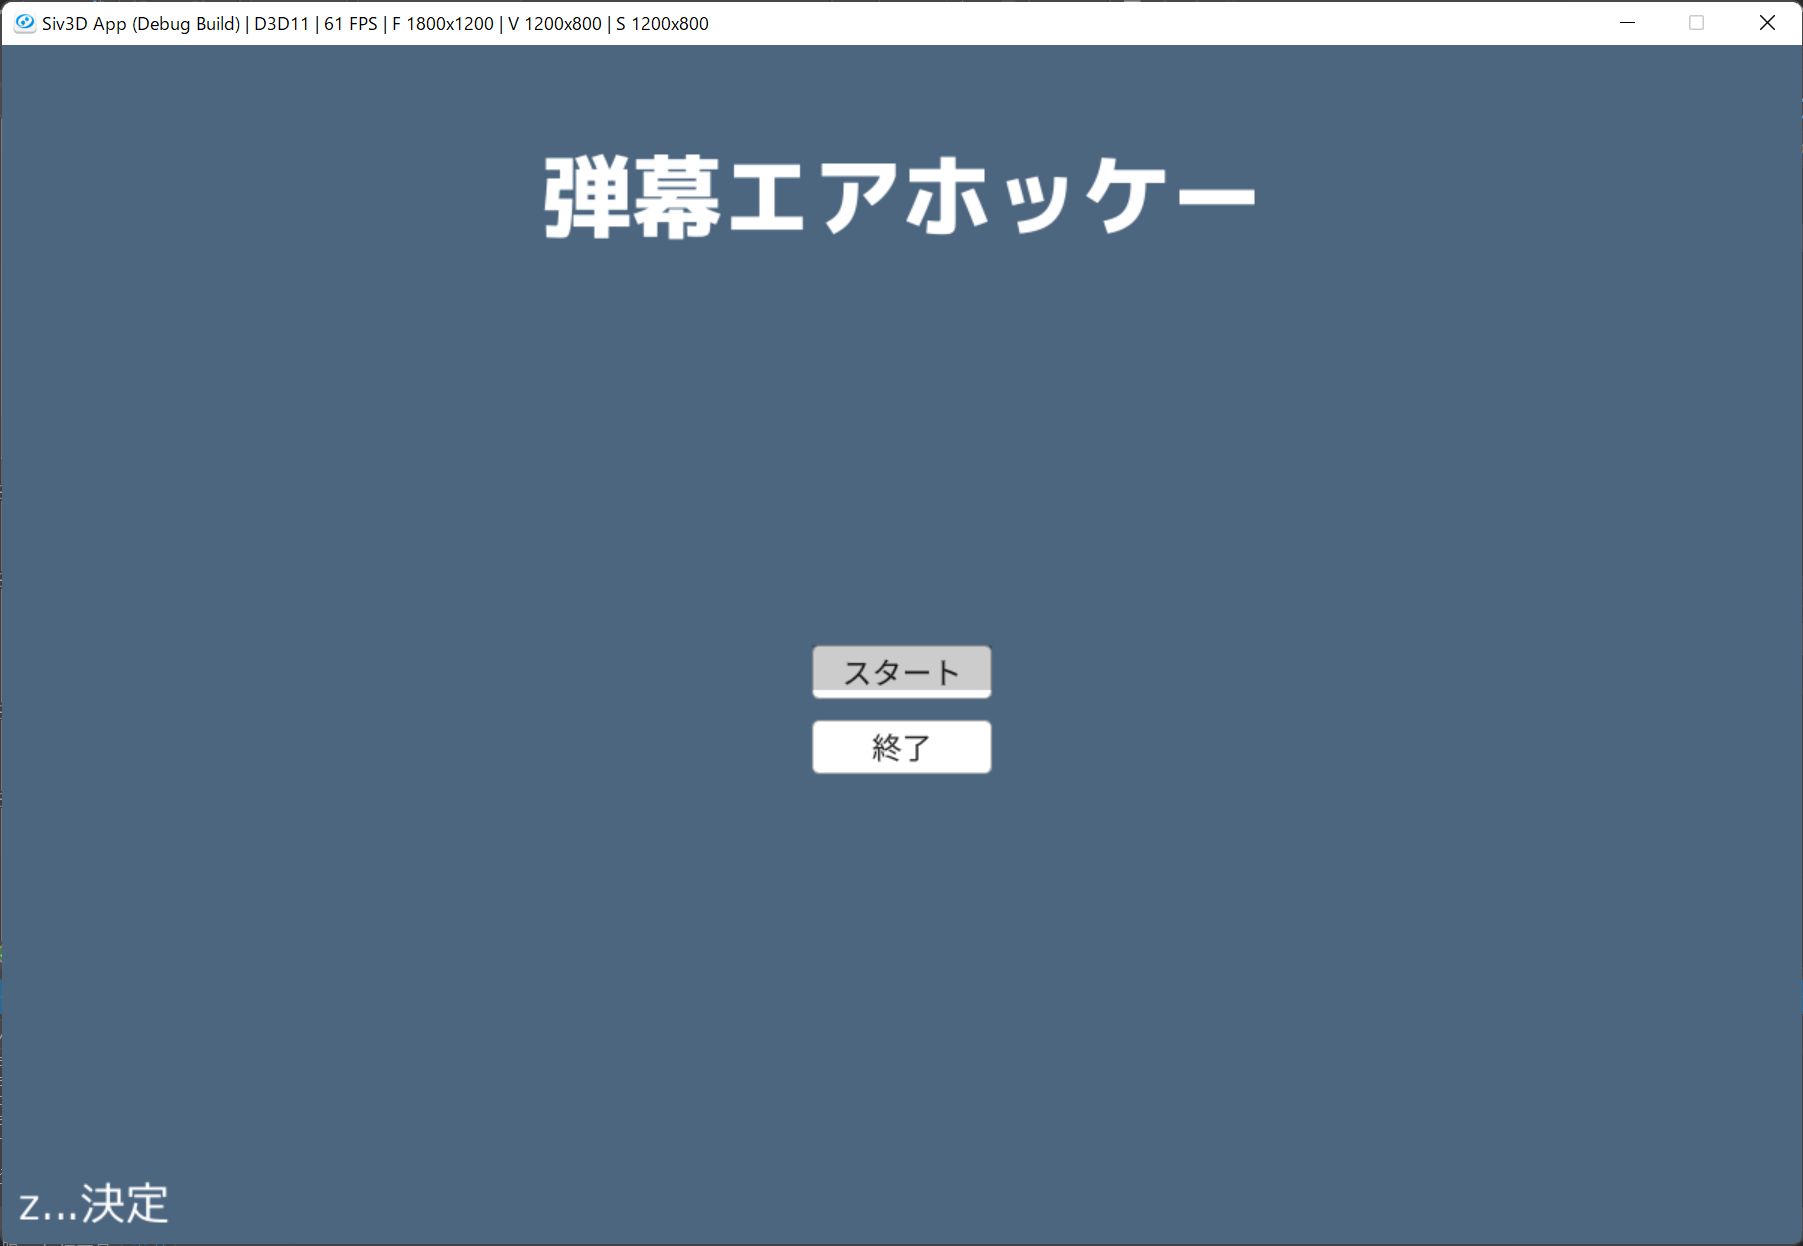 Siv3D App (Debug Build) | D3D11 | 61 FPS | F 1800x1200 | V 1200x800 | S 1200x800
弾幕エアホッケー
スタート
終了
z...決定